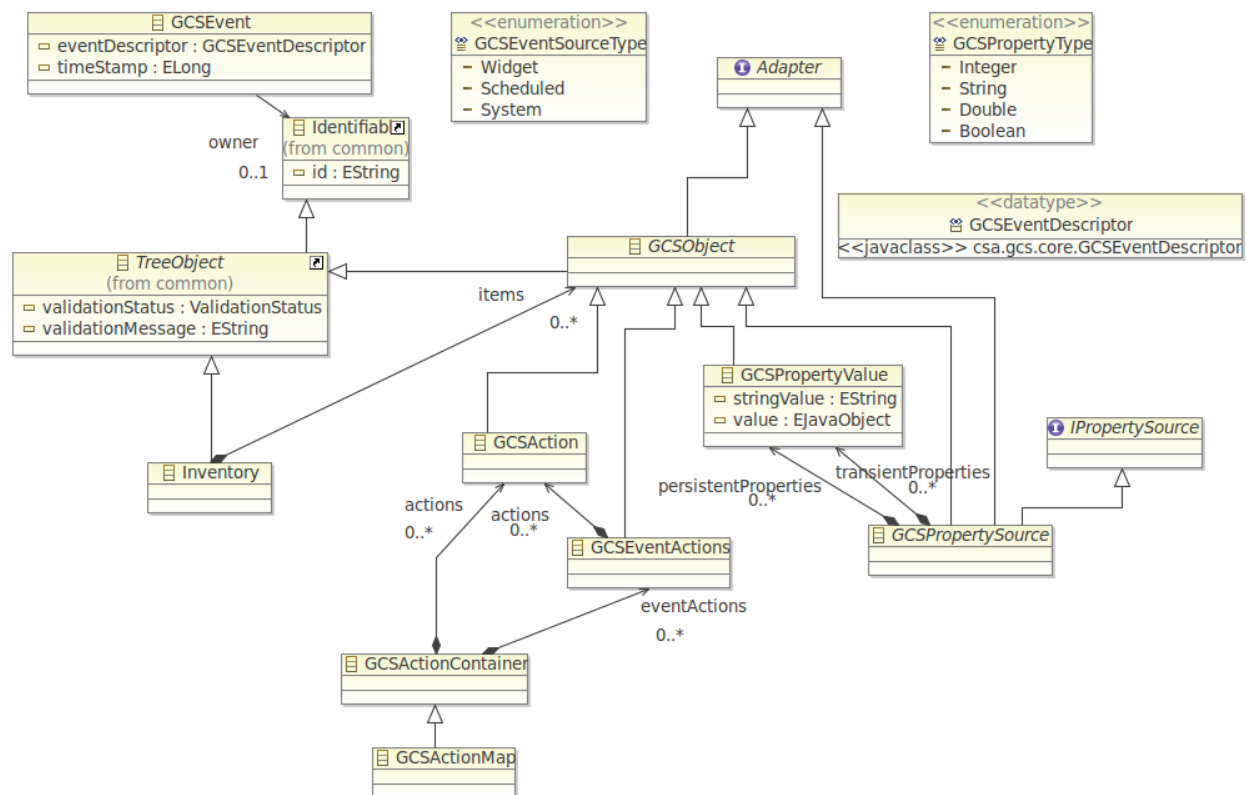 GCSEvent
eventDescriptor : GCSEventDescriptor
timeStamp : ELong
<<enumeration>>
GCSEventSourceType
Widget
Scheduled
System
<<enumeration>>
GCSPropertyType
Integer
String
Double
Boolean
Adapter
owner
0..1
Identifiab
(from common)
id : EString
<<datatype>>
GCSEventDescriptor
<<javaclass>> csa.gcs.core.GCSEventDescriptor
TreeObject
(from common)
validationStatus : ValidationStatus
validationMessage : EString
GCSObject
items
0..*
GCSPropertyValue
stringValue : EString
value : EJavaObject
IPropertySource
Inventory
GCSAction
persistentProperties
0..*
transientProperties
0..*
actions
0..*
actions
0..*
GCSEventActions
GCSPropertySource
eventActions
0..*
GCSActionContainer
GCSActionMap